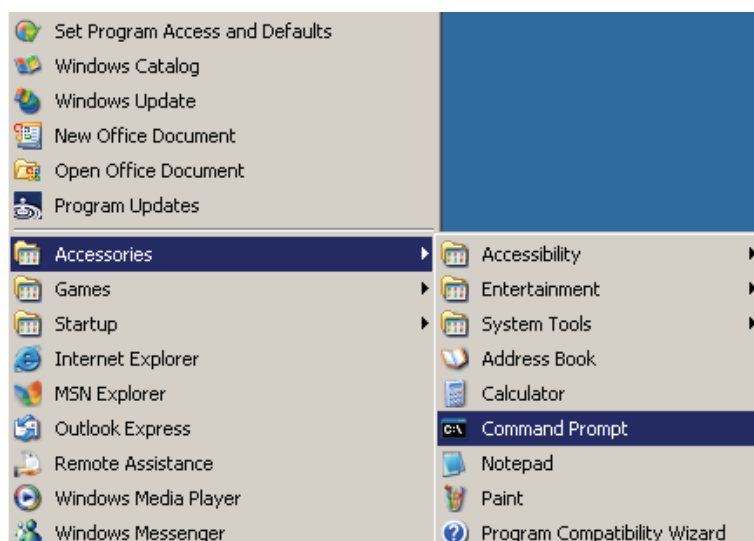 Set Program Access and Defaults
Windows Catalog
Windows Update
New Office Document
Open Office Document
Program Updates
Accessories
Games
Startup
Internet Explorer
MSN Explorer
Outlook Express
Remote Assistance
Windows Media Player
Windows Messenger
Accessibility
Entertainment
System Tools
Address Book
Calculator
C:\ Command Prompt
Notepad
Paint
Program Compatibility Wizard